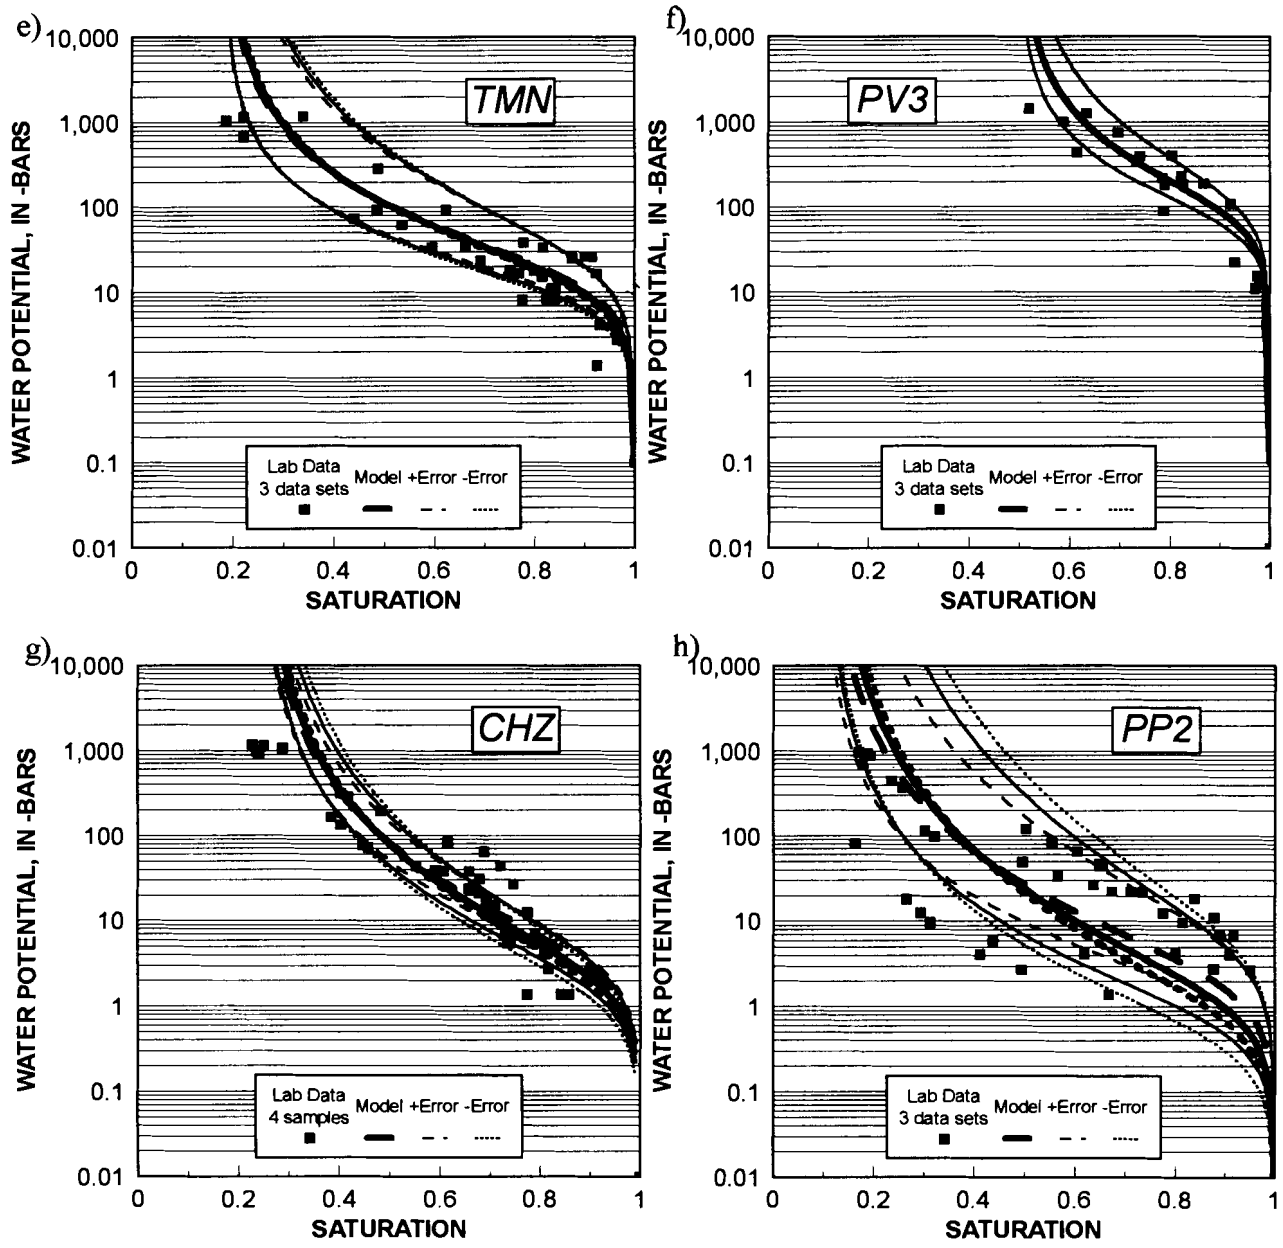 e)
TMN
10,000
1,000
100
10
1
0.1
0.01
WATER POTENTIAL, IN -BARS
Lab Data
3 data sets Model +Error -Error
0 0.2 0.4 0.6 0.8 1
SATURATION
f)
PV3
10,000
1,000
100
10
1
0.1
0.01
WATER POTENTIAL, IN -BARS
Lab Data
3 data sets Model +Error -Error
0 0.2 0.4 0.6 0.8 1
SATURATION
g)
CHZ
10,000
1,000
100
10
1
0.1
0.01
WATER POTENTIAL, IN -BARS
Lab Data
4 samples Model +Error -Error
0 0.2 0.4 0.6 0.8 1
SATURATION
h)
PP2
10,000
1,000
100
10
1
0.1
0.01
WATER POTENTIAL, IN -BARS
Lab Data
3 data sets Model +Error -Error
0 0.2 0.4 0.6 0.8 1
SATURATION